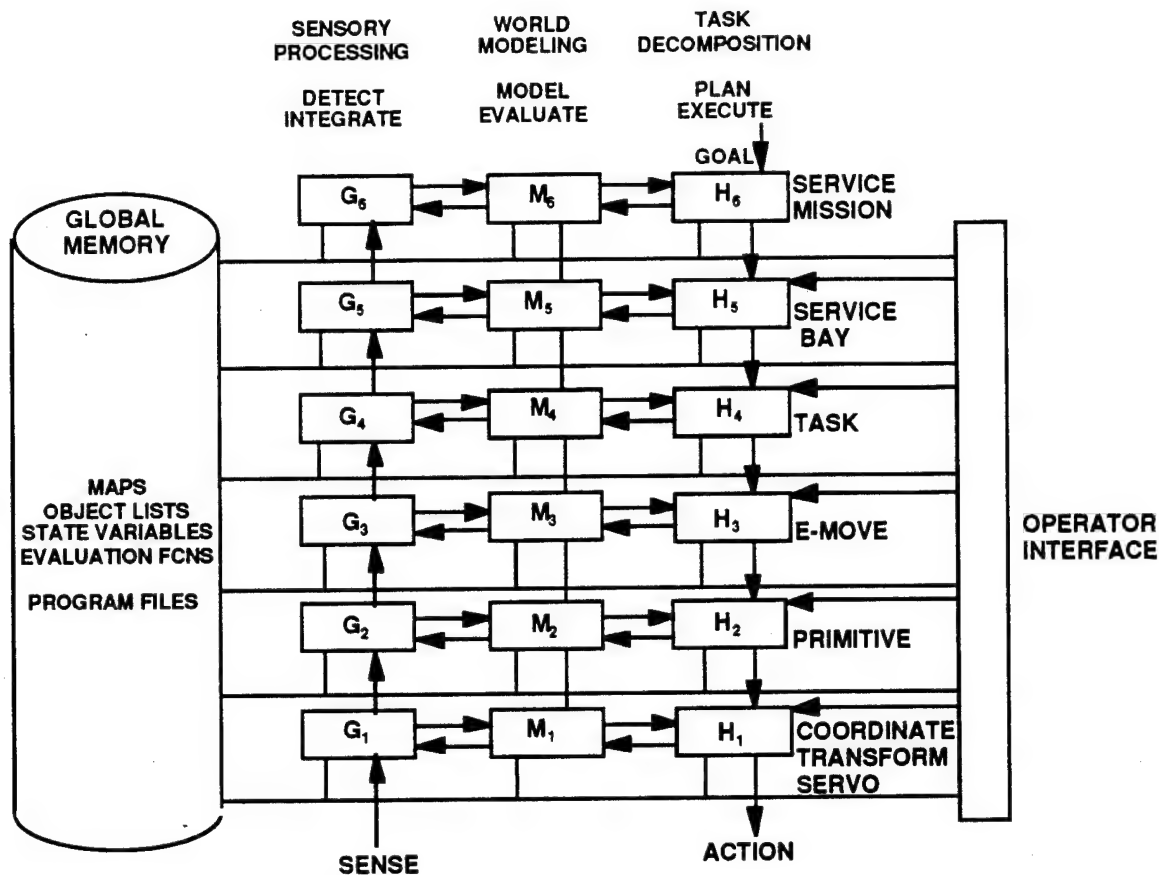 SENSORY
PROCESSING
WORLD
MODELING
TASK
DECOMPOSITION
DETECT
INTEGRATE
MODEL
EVALUATE
PLAN
EXECUTE
GOAL
G6
M6
H6
SERVICE
MISSION
GLOBAL
MEMORY
G5
M5
H5
SERVICE
BAY
G4
M4
H4
TASK
MAPS
OBJECT LISTS
STATE VARIABLES
EVALUATION FCNS
PROGRAM FILES
G3
M3
H3
E-MOVE
OPERATOR
INTERFACE
G2
M2
H2
PRIMITIVE
G1
M1
H1
COORDINATE
TRANSFORM
SERVO
SENSE
ACTION